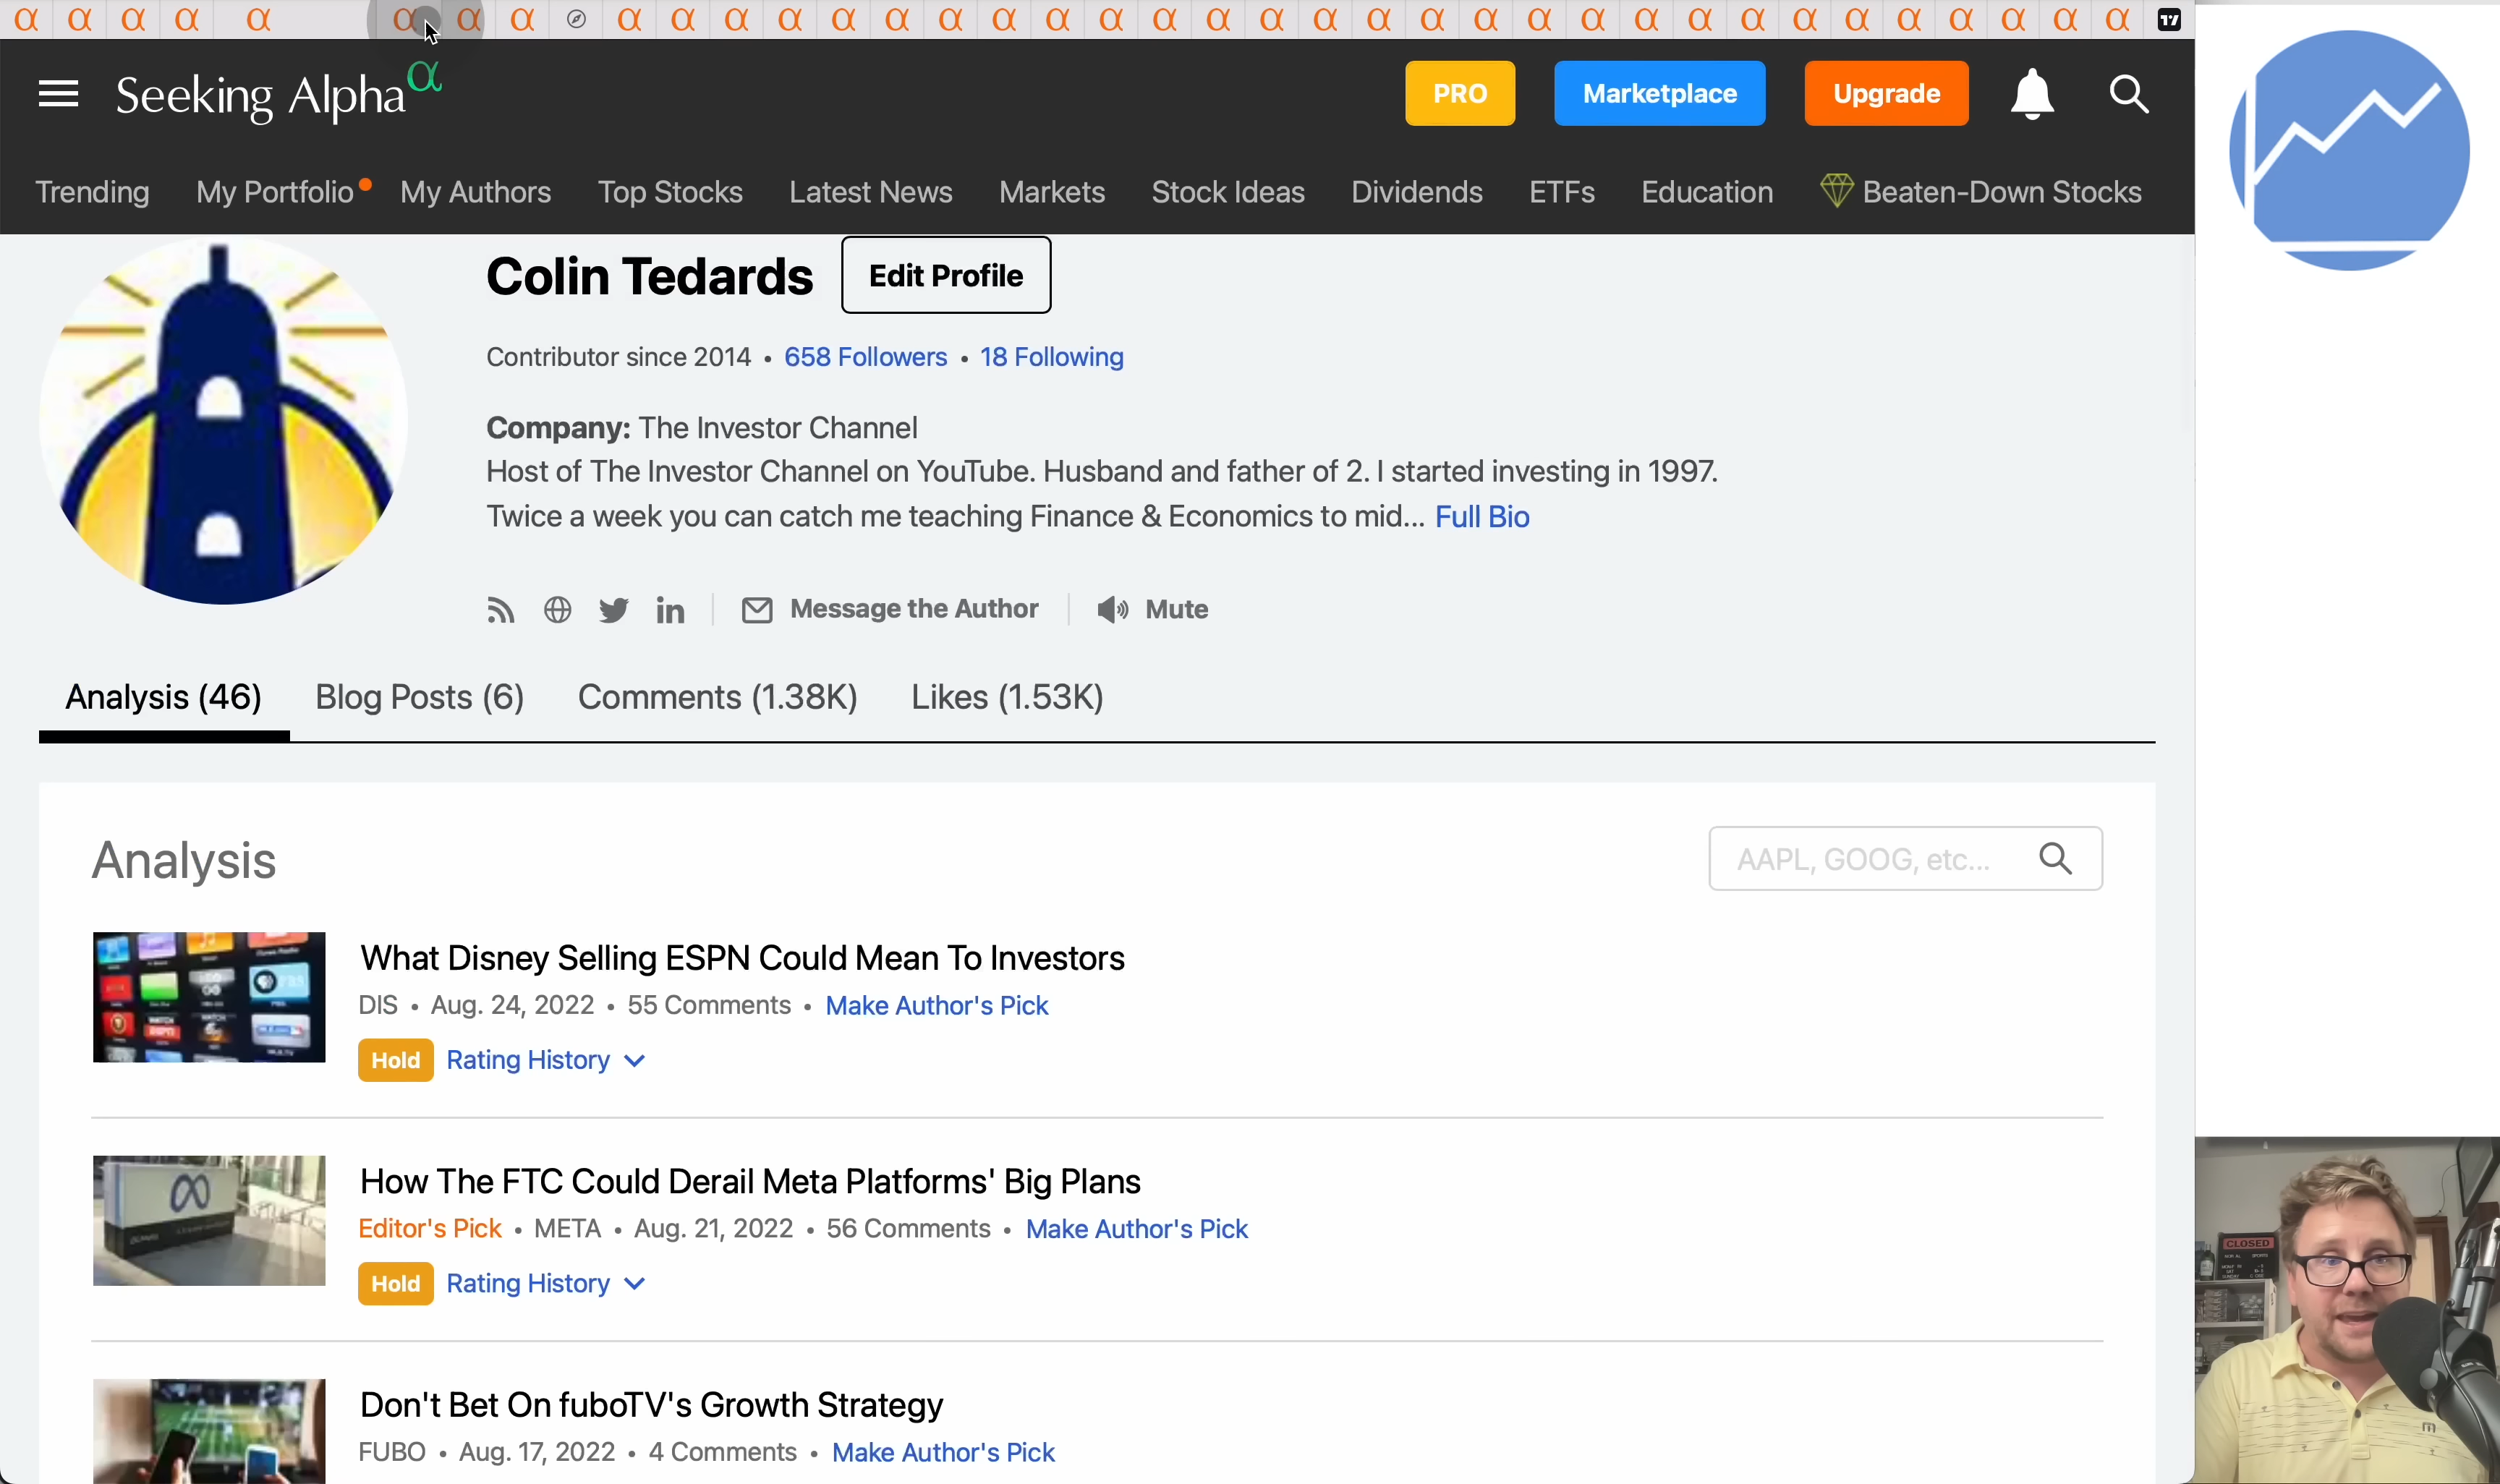 Seeking Alpha α
PRO
Marketplace
Upgrade
Trending
My Portfolio
My Authors
Top Stocks
Latest News
Markets
Stock Ideas
Dividends
ETFs
Education
Beaten-Down Stocks
Colin Tedards
Edit Profile
Contributor since 2014 • 658 Followers • 18 Following
Company: The Investor Channel
Host of The Investor Channel on YouTube. Husband and father of 2. I started investing in 1997.
Twice a week you can catch me teaching Finance & Economics to mid... Full Bio
Message the Author
Mute
Analysis (46)
Blog Posts (6)
Comments (1.38K)
Likes (1.53K)
Analysis
AAPL, GOOG, etc...
What Disney Selling ESPN Could Mean To Investors
DIS • Aug. 24, 2022 • 55 Comments • Make Author's Pick
Hold
Rating History
How The FTC Could Derail Meta Platforms' Big Plans
Editor's Pick • META • Aug. 21, 2022 • 56 Comments • Make Author's Pick
Hold
Rating History
Don't Bet On fuboTV's Growth Strategy
FUBO • Aug. 17, 2022 • 4 Comments • Make Author's Pick
CLOSED